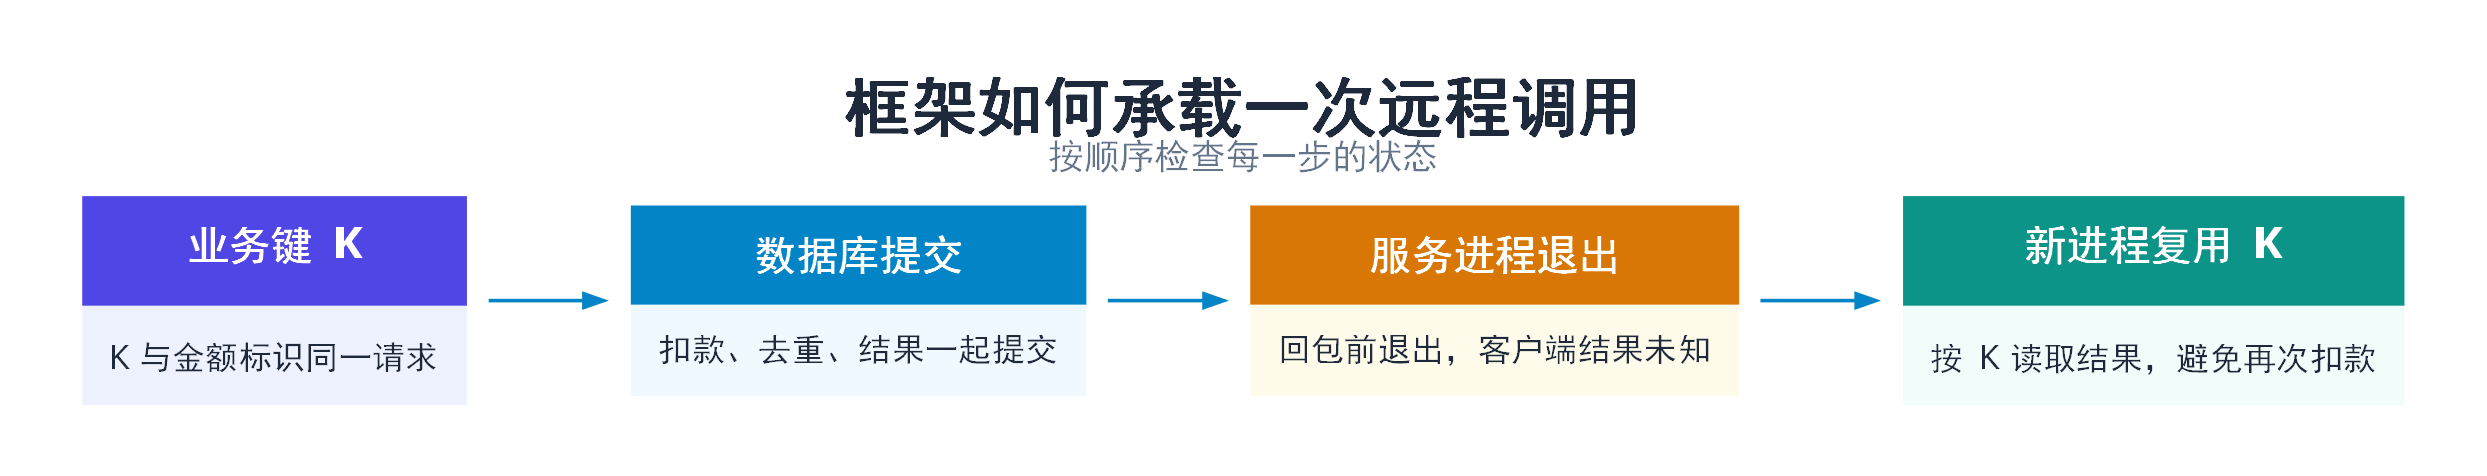 框架如何承载一次远程调用
按顺序检查每一步的状态
业务键 K
K 与金额标识同一请求
数据库提交
扣款、去重、结果一起提交
服务进程退出
回包前退出，客户端结果未知
新进程复用 K
按 K 读取结果，避免再次扣款